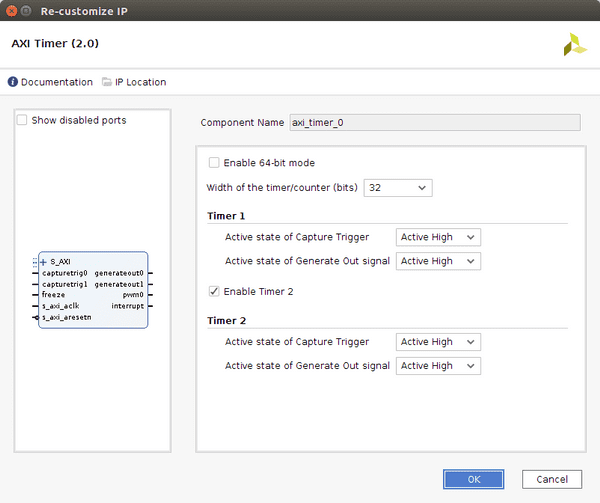 Re-customize IP
AXI Timer (2.0)
Documentation IP Location
Show disabled ports
Component Name axi_timer_0
Enable 64-bit mode
Width of the timer/counter (bits) 32
Timer 1
Active state of Capture Trigger Active High
Active state of Generate Out signal Active High
Enable Timer 2
Timer 2
Active state of Capture Trigger Active High
Active state of Generate Out signal Active High
S_AXI
capturetrig0 generateout0
capturetrig1 generateout1
freeze pwm0
s_axi_aclk interrupt
s_axi_aresetn
OK Cancel